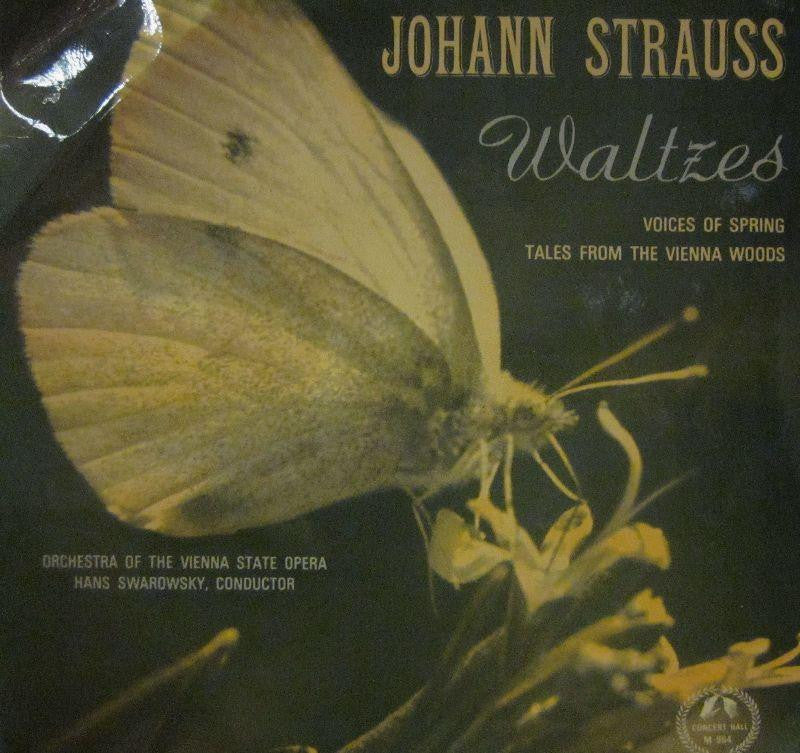 JOHANN STRAUSS
Waltzes
VOICES OF SPRING
TALES FROM THE VIENNA WOODS
ORCHESTRA OF THE VIENNA STATE OPERA
HANS SWAROWSKY, CONDUCTOR
CONCERT HALL
M-964